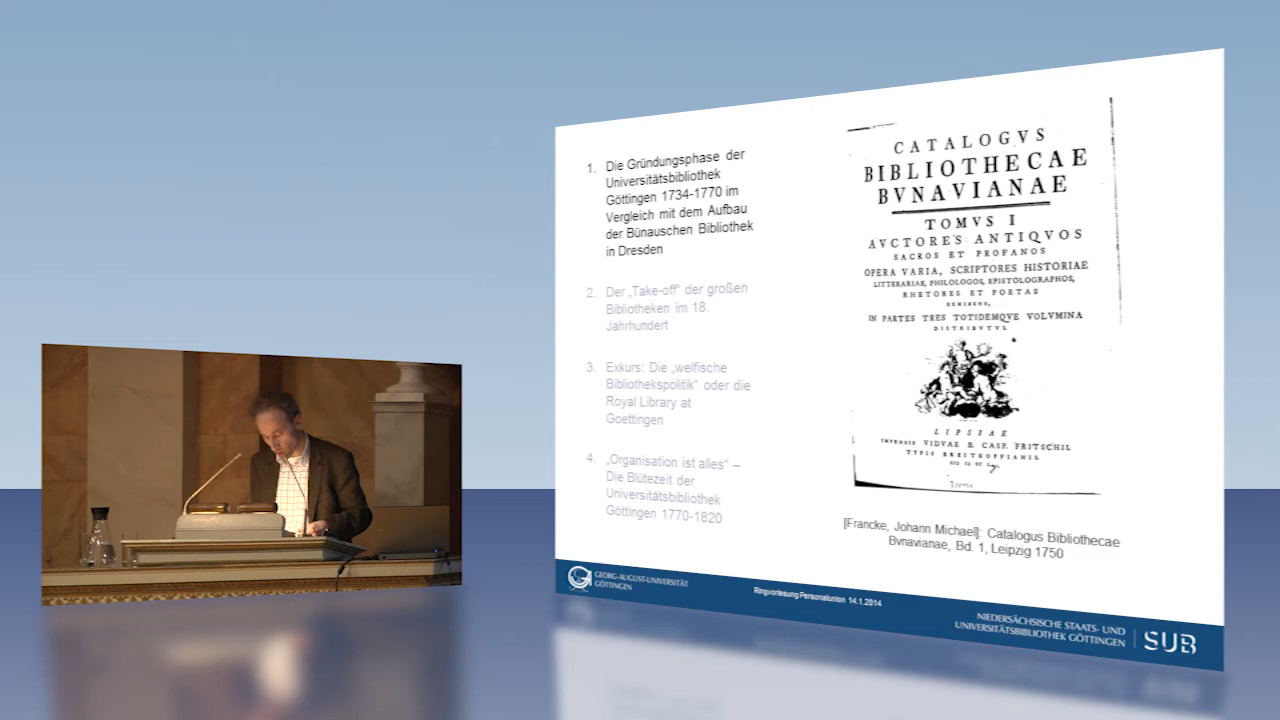 1. Die Gründungsphase der
Universitätsbibliothek
Göttingen 1734-1770 im
Vergleich mit dem Aufbau
der Bünauschen Bibliothek
in Dresden
2. Der „Take-off“ der großen
Bibliotheken im 18.
Jahrhundert
3. Exkurs: Die „welfische
Bibliothekspolitik“ oder die
Royal Library at
Goettingen
4. „Organisation ist alles“ –
Die Blütezeit der
Universitätsbibliothek
Göttingen 1770-1820
CATALOGVS
BIBLIOTHECAE
BVNAVIANAE
TOMVS I
AVCTORES ANTIQVOS
SACROS ET PROFANOS
OPERA VARIA, SCRIPTORES HISTORIAE
LITTERARIAE, PHILOLOGOS, EPISTOLOGRAPHOS,
RHETORES ET POETAS
EXHIBENS,
IN PARTES TRES TOTIDEMQVE VOLVMINA
LIPSIAE
IMPENSIS VIDVAE B. CASP. FRITSCHII,
TYPIS BREITKOPFIANIS
[Francke, Johann Michael]: Catalogus Bibliothecae
Bvnavianae, Bd. 1, Leipzig 1750
GEORG-AUGUST-UNIVERSITÄT
GÖTTINGEN
Ringvorlesung Personalunion 14.1.2014
NIEDERSÄCHSISCHE STAATS- UND
UNIVERSITÄTSBIBLIOTHEK GÖTTINGEN
SUB